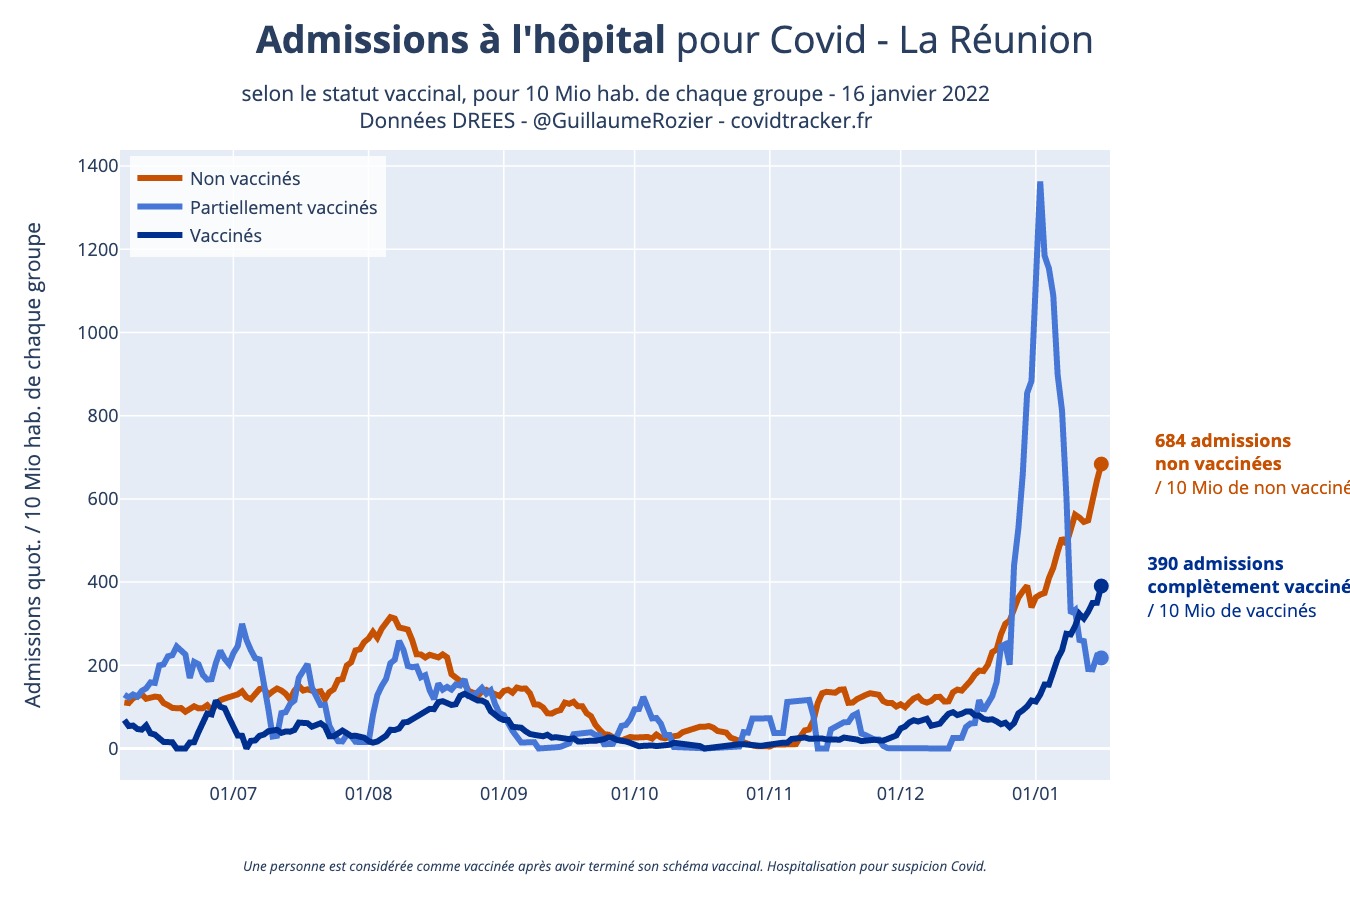 Admissions à l'hôpital pour Covid - La Réunion
selon le statut vaccinal, pour 10 Mio hab. de chaque groupe - 16 janvier 2022
Données DREES - @GuillaumeRozier - covidtracker.fr
Admissions quot. / 10 Mio hab. de chaque groupe
1400
1200
1000
800
600
400
200
0
Non vaccinés
Partiellement vaccinés
Vaccinés
684 admissions
non vaccinées
/ 10 Mio de non vacciné
390 admissions
complètement vacciné
/ 10 Mio de vaccinés
01/07
01/08
01/09
01/10
01/11
01/12
01/01
Une personne est considérée comme vaccinée après avoir terminé son schéma vaccinal. Hospitalisation pour suspicion Covid.